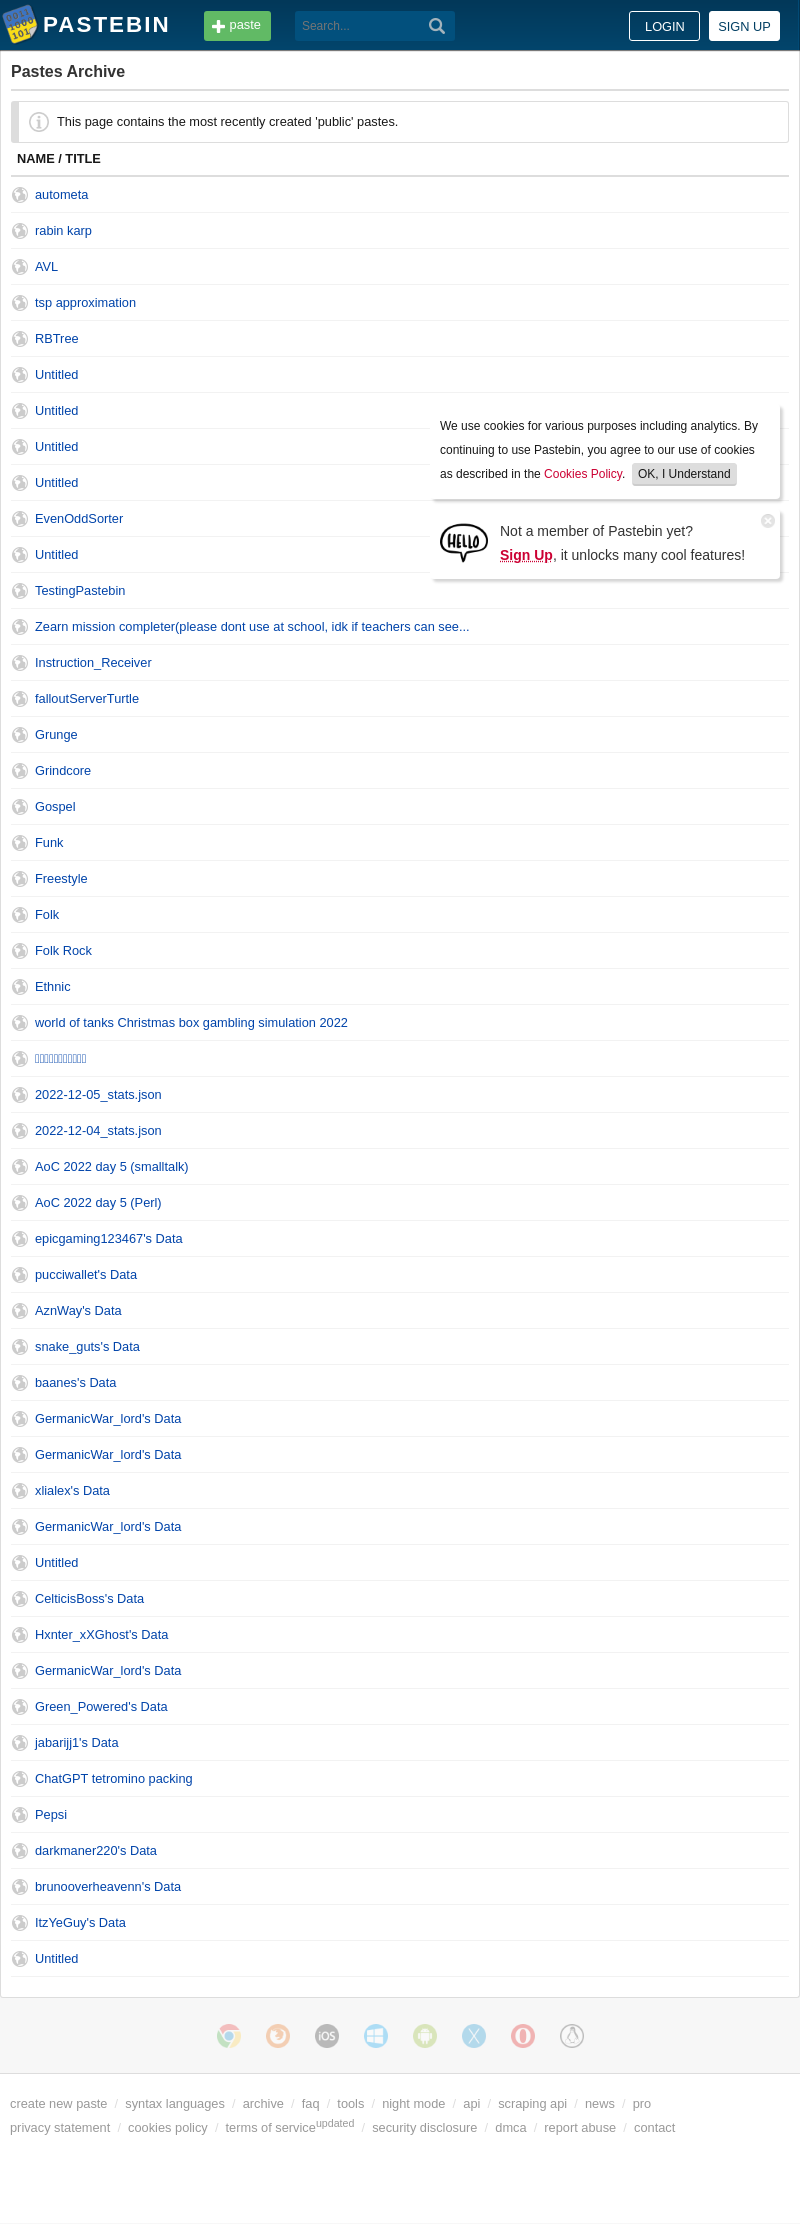 PASTEBIN paste Search... LOGIN SIGN UP
Pastes Archive
This page contains the most recently created 'public' pastes.
NAME / TITLE
autometa
rabin karp
AVL
tsp approximation
RBTree
Untitled
Untitled
Untitled
Untitled
EvenOddSorter
Untitled
TestingPastebin
We use cookies for various purposes including analytics. By
continuing to use Pastebin, you agree to our use of cookies
as described in the Cookies Policy. OK, I Understand
HELLO
Not a member of Pastebin yet?
Sign Up, it unlocks many cool features!
Zearn mission completer(please dont use at school, idk if teachers can see...
Instruction_Receiver
falloutServerTurtle
Grunge
Grindcore
Gospel
Funk
Freestyle
Folk
Folk Rock
Ethnic
world of tanks Christmas box gambling simulation 2022
2022-12-05_stats.json
2022-12-04_stats.json
AoC 2022 day 5 (smalltalk)
AoC 2022 day 5 (Perl)
epicgaming123467's Data
pucciwallet's Data
AznWay's Data
snake_guts's Data
baanes's Data
GermanicWar_lord's Data
GermanicWar_lord's Data
xlialex's Data
GermanicWar_lord's Data
Untitled
CelticisBoss's Data
Hxnter_xXGhost's Data
GermanicWar_lord's Data
Green_Powered's Data
jabarijj1's Data
ChatGPT tetromino packing
Pepsi
darkmaner220's Data
brunooverheavenn's Data
ItzYeGuy's Data
Untitled
iOS
create new paste / syntax languages / archive / faq / tools / night mode / api / scraping api / news / pro
privacy statement / cookies policy / terms of service updated / security disclosure / dmca / report abuse / contact